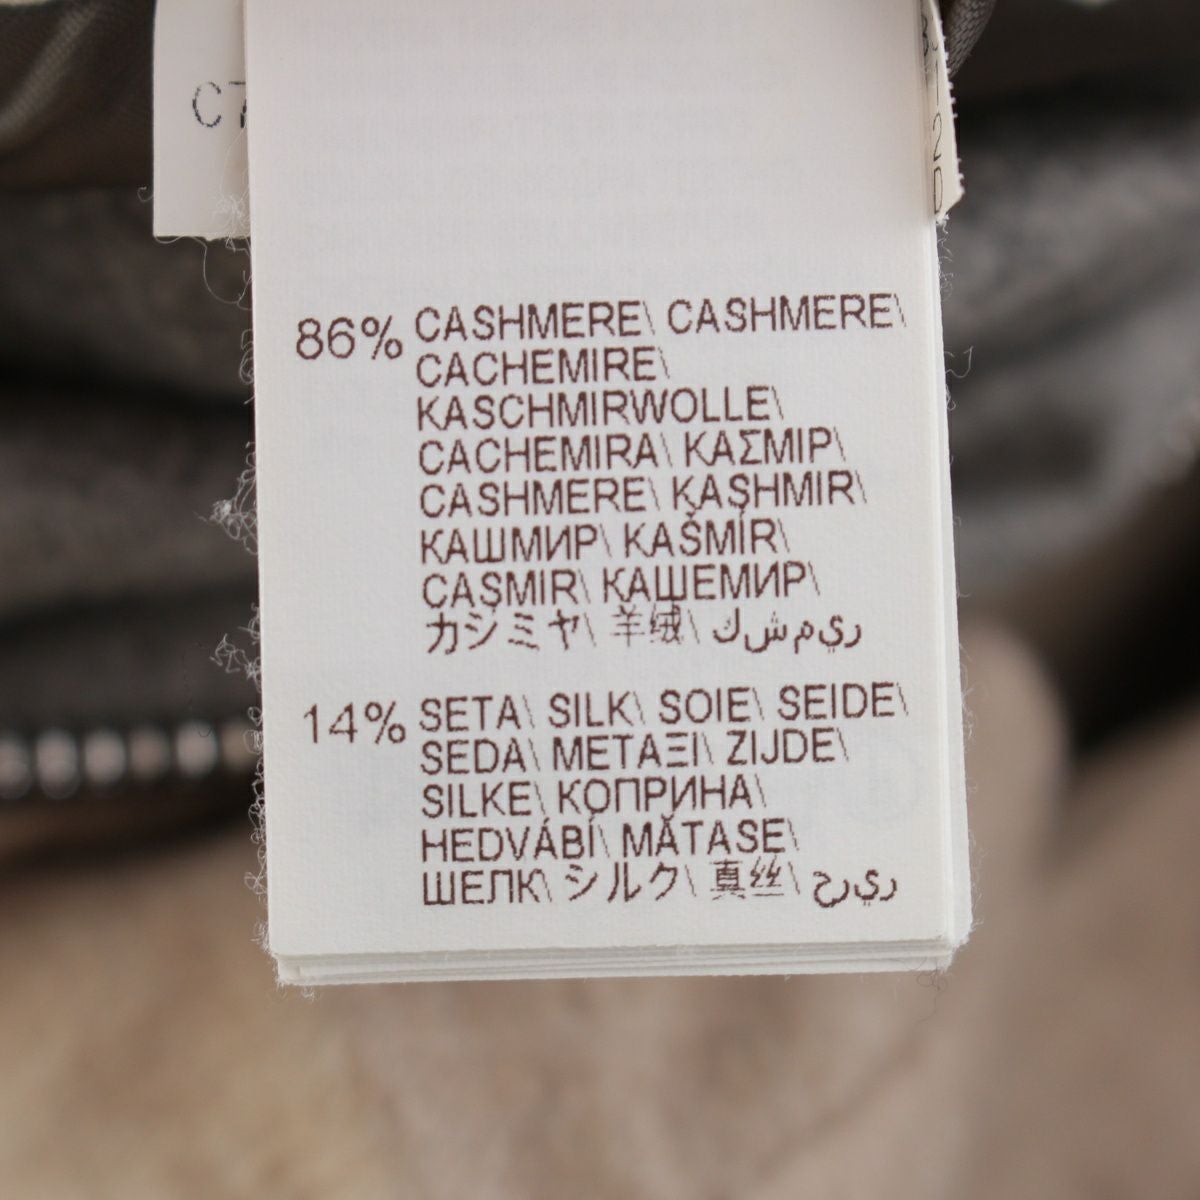 C7
86% CASHMERE\ CASHMERE\
CACHEMIRE\
KASCHMIRWOLLE\
CACHEMIRA\ ΚΑΣΜΙΡ\
CASHMERE\ KAŞHMIR\
КАШМИР\ KAŠMÍR\
CAŞMIR\ КАШЕМИР\
カシミヤ\ 羊绒\ كشمير
14% SETA\ SILK\ SOIE\ SEIDE\
SEDA\ ΜΕΤΑΞΙ\ ZIJDE\
SILKE\ КОПРИНА\
HEDVÁBÍ\ MĂTASE\
ШЕЛК\ シルク\ 真丝\ حرير